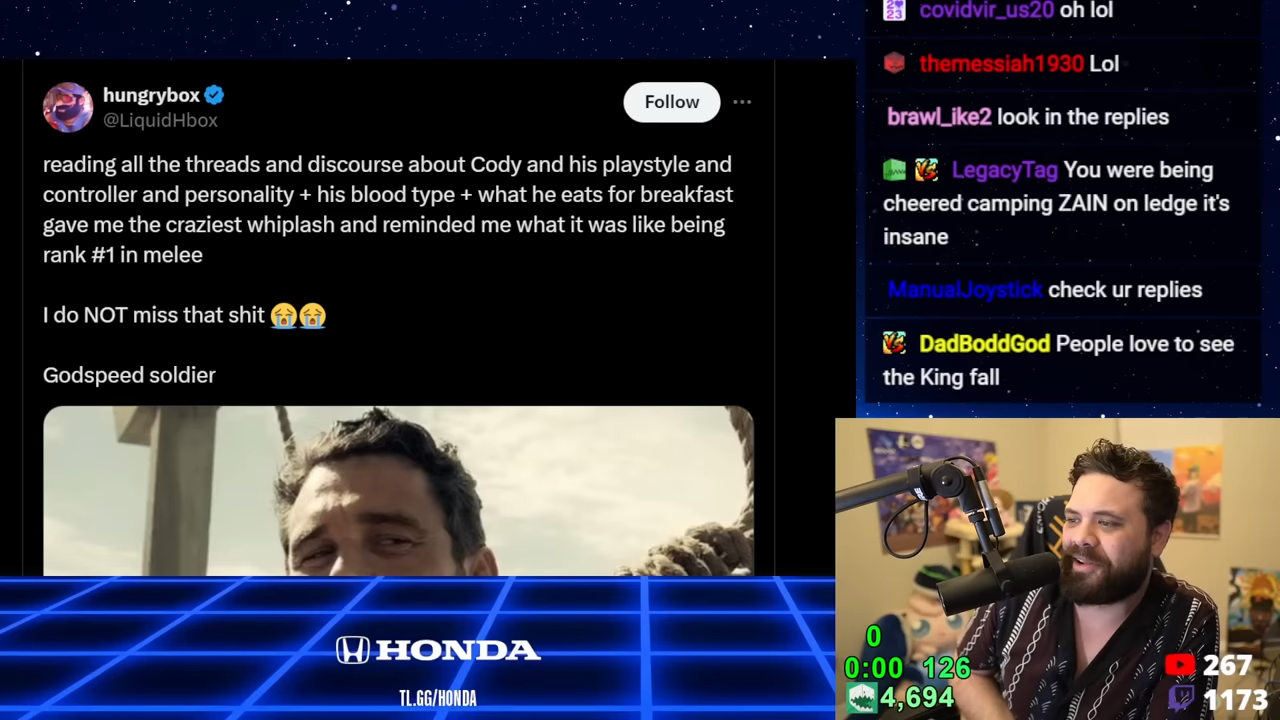 hungrybox
@LiquidHbox
Follow
reading all the threads and discourse about Cody and his playstyle and
controller and personality + his blood type + what he eats for breakfast
gave me the craziest whiplash and reminded me what it was like being
rank #1 in melee
I do NOT miss that shit 😭😭
Godspeed soldier
HONDA
TL.GG/HONDA
covidvir_us20 oh lol
themessiah1930 Lol
brawl_ike2 look in the replies
LegacyTag You were being
cheered camping ZAIN on ledge it's
insane
ManualJoystick check ur replies
DadBoddGod People love to see
the King fall
0
0:00 126
4,694
267
1173